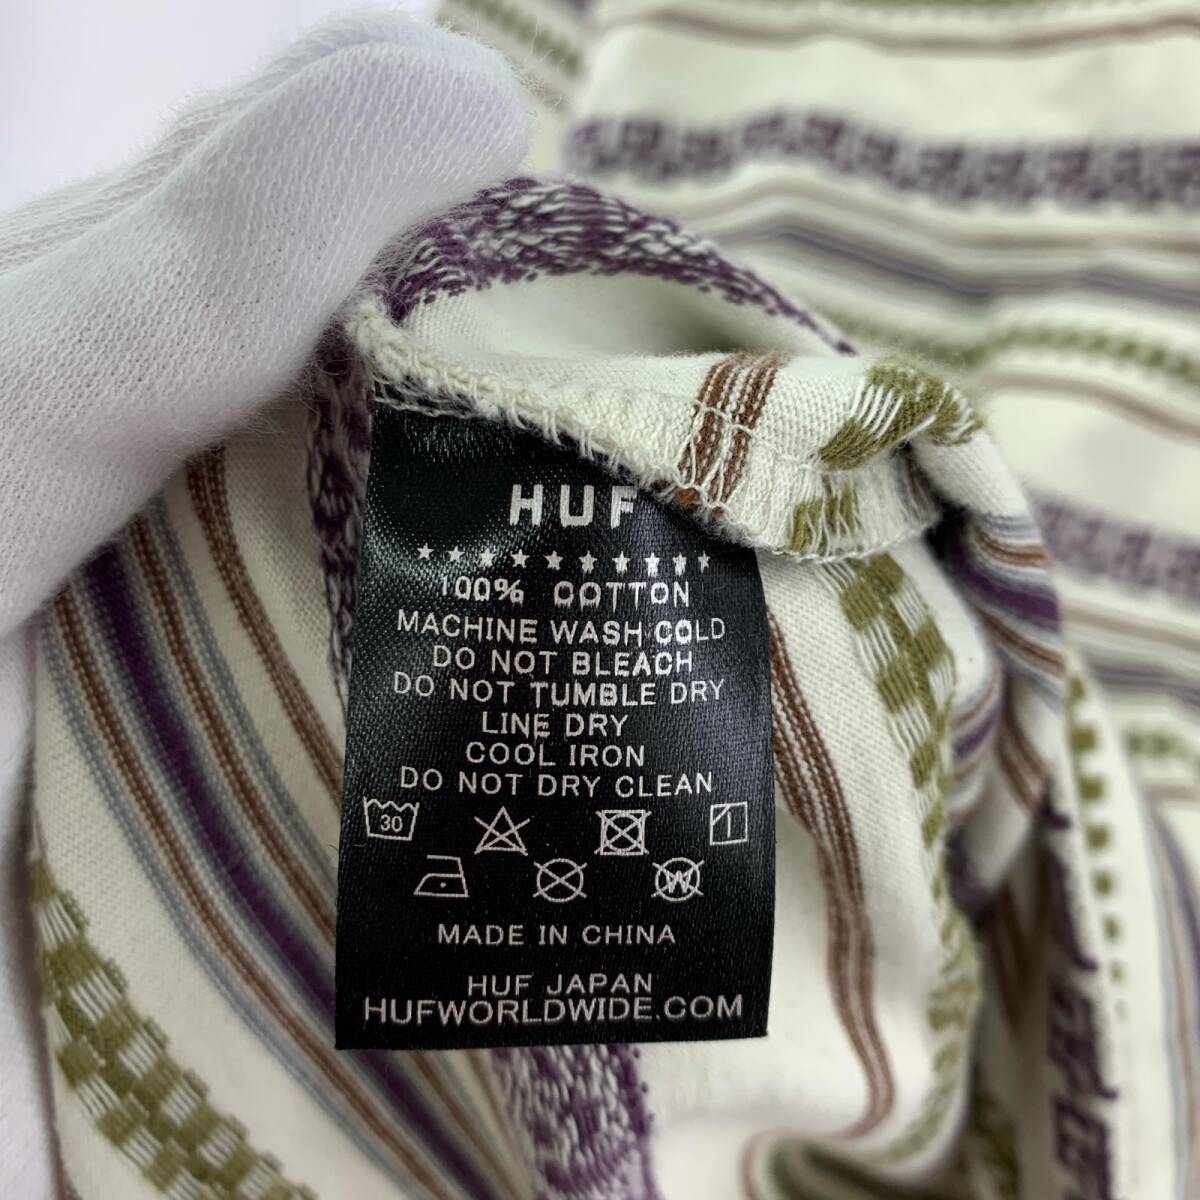 HUF
100% COTTON
MACHINE WASH COLD
DO NOT BLEACH
DO NOT TUMBLE DRY
LINE DRY
COOL IRON
DO NOT DRY CLEAN
30
W
MADE IN CHINA
HUF JAPAN
HUFWORLDWIDE.COM